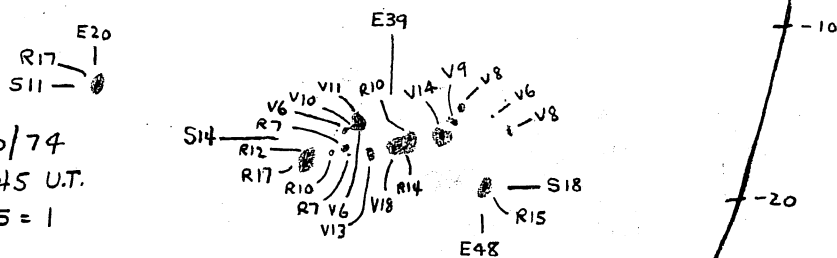 E39
-10
E20
R17
S11
V11
R10
V14
V9
V8
V10
V6
V6
V8
R7
S14
R12
R17
R10
R7
V6
V13
V18
R14
S18
R15
E48
-20
/74
45 U.T.
5 = 1